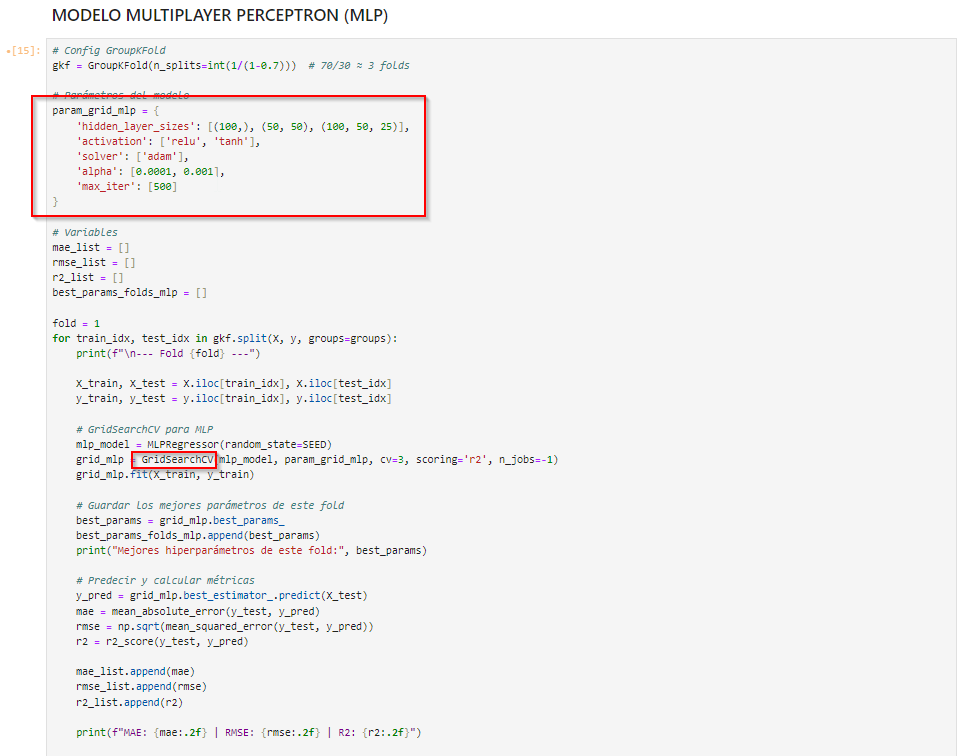 MODELO MULTIPLAYER PERCEPTRON (MLP)
[15]:
# Config GroupKFold
gkf = GroupKFold(n_splits=int(1/(1-0.7)))  # 70/30 ≈ 3 folds
# Parámetros del modelo
param_grid_mlp = {
    'hidden_layer_sizes': [(100,), (50, 50), (100, 50, 25)],
    'activation': ['relu', 'tanh'],
    'solver': ['adam'],
    'alpha': [0.0001, 0.001],
    'max_iter': [500]
}
# Variables
mae_list = []
rmse_list = []
r2_list = []
best_params_folds_mlp = []
fold = 1
for train_idx, test_idx in gkf.split(X, y, groups=groups):
    print(f"\n--- Fold {fold} ---")
    X_train, X_test = X.iloc[train_idx], X.iloc[test_idx]
    y_train, y_test = y.iloc[train_idx], y.iloc[test_idx]
    # GridSearchCV para MLP
    mlp_model = MLPRegressor(random_state=SEED)
    grid_mlp = GridSearchCV(mlp_model, param_grid_mlp, cv=3, scoring='r2', n_jobs=-1)
    grid_mlp.fit(X_train, y_train)
    # Guardar los mejores parámetros de este fold
    best_params = grid_mlp.best_params_
    best_params_folds_mlp.append(best_params)
    print("Mejores hiperparámetros de este fold:", best_params)
    # Predecir y calcular métricas
    y_pred = grid_mlp.best_estimator_.predict(X_test)
    mae = mean_absolute_error(y_test, y_pred)
    rmse = np.sqrt(mean_squared_error(y_test, y_pred))
    r2 = r2_score(y_test, y_pred)
    mae_list.append(mae)
    rmse_list.append(rmse)
    r2_list.append(r2)
    print(f"MAE: {mae:.2f} | RMSE: {rmse:.2f} | R2: {r2:.2f}")